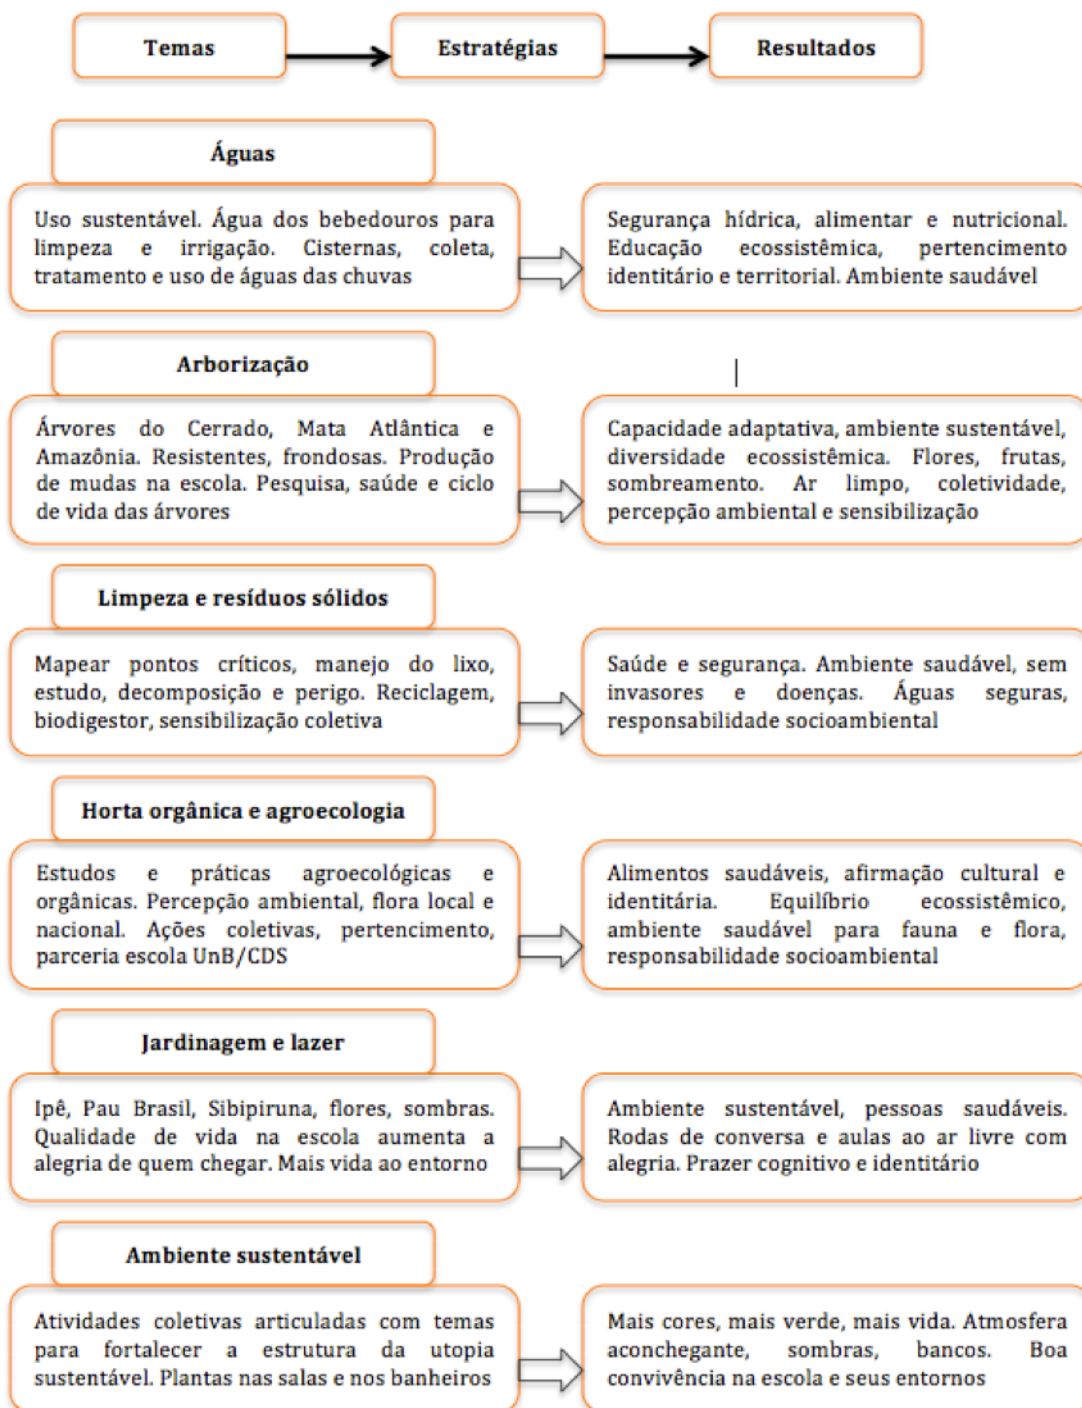 Temas
Estratégias
Resultados
Águas
Uso sustentável. Água dos bebedouros para
limpeza e irrigação. Cisternas, coleta,
tratamento e uso de águas das chuvas
Segurança hídrica, alimentar e nutricional.
Educação ecossistêmica, pertencimento
identitário e territorial. Ambiente saudável
Arborização
Árvores do Cerrado, Mata Atlântica e
Amazônia. Resistentes, frondosas. Produção
de mudas na escola. Pesquisa, saúde e ciclo
de vida das árvores
Capacidade adaptativa, ambiente sustentável,
diversidade ecossistêmica. Flores, frutas,
sombreamento. Ar limpo, coletividade,
percepção ambiental e sensibilização
Limpeza e resíduos sólidos
Mapear pontos críticos, manejo do lixo,
estudo, decomposição e perigo. Reciclagem,
biodigestor, sensibilização coletiva
Saúde e segurança. Ambiente saudável, sem
invasores e doenças. Águas seguras,
responsabilidade socioambiental
Horta orgânica e agroecologia
Estudos e práticas agroecológicas e
orgânicas. Percepção ambiental, flora local e
nacional. Ações coletivas, pertencimento,
parceria escola UnB/CDS
Alimentos saudáveis, afirmação cultural e
identitária. Equilíbrio ecossistêmico,
ambiente saudável para fauna e flora,
responsabilidade socioambiental
Jardinagem e lazer
Ipê, Pau Brasil, Sibipiruna, flores, sombras.
Qualidade de vida na escola aumenta a
alegria de quem chegar. Mais vida ao entorno
Ambiente sustentável, pessoas saudáveis.
Rodas de conversa e aulas ao ar livre com
alegria. Prazer cognitivo e identitário
Ambiente sustentável
Atividades coletivas articuladas com temas
para fortalecer a estrutura da utopia
sustentável. Plantas nas salas e nos banheiros
Mais cores, mais verde, mais vida. Atmosfera
aconchegante, sombras, bancos. Boa
convivência na escola e seus entornos